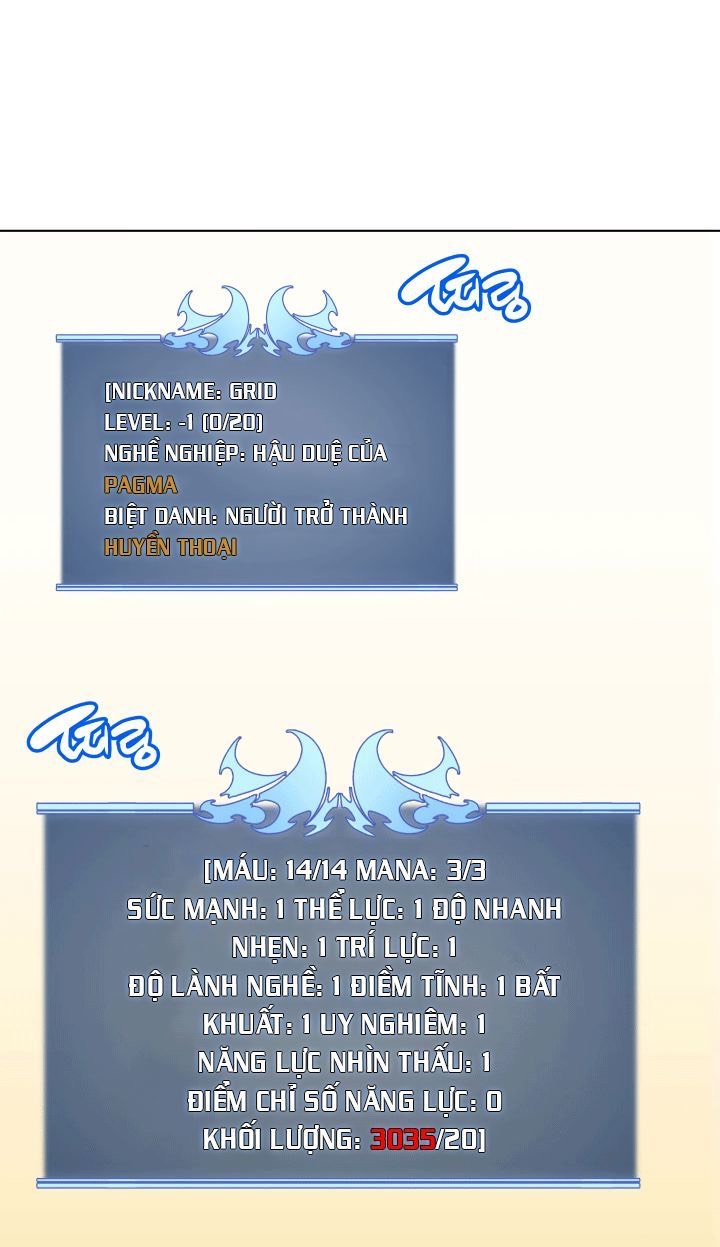 띠링
[NICKNAME: GRID
LEVEL: -1 (0/20)
NGHỀ NGHIỆP: HẬU DUỆ CỦA
PAGMA
BIỆT DANH: NGƯỜI TRỞ THÀNH
HUYỀN THOẠI
띠링
[MÁU: 14/14 MANA: 3/3
SỨC MẠNH: 1 THỂ LỰC: 1 ĐỘ NHANH
NHẸN: 1 TRÍ LỰC: 1
ĐỘ LÀNH NGHỀ: 1 ĐIỀM TĨNH: 1 BẤT
KHUẤT: 1 UY NGHIÊM: 1
NĂNG LỰC NHÌN THẤU: 1
ĐIỂM CHỈ SỐ NĂNG LỰC: 0
KHỐI LƯỢNG: 3035/20]